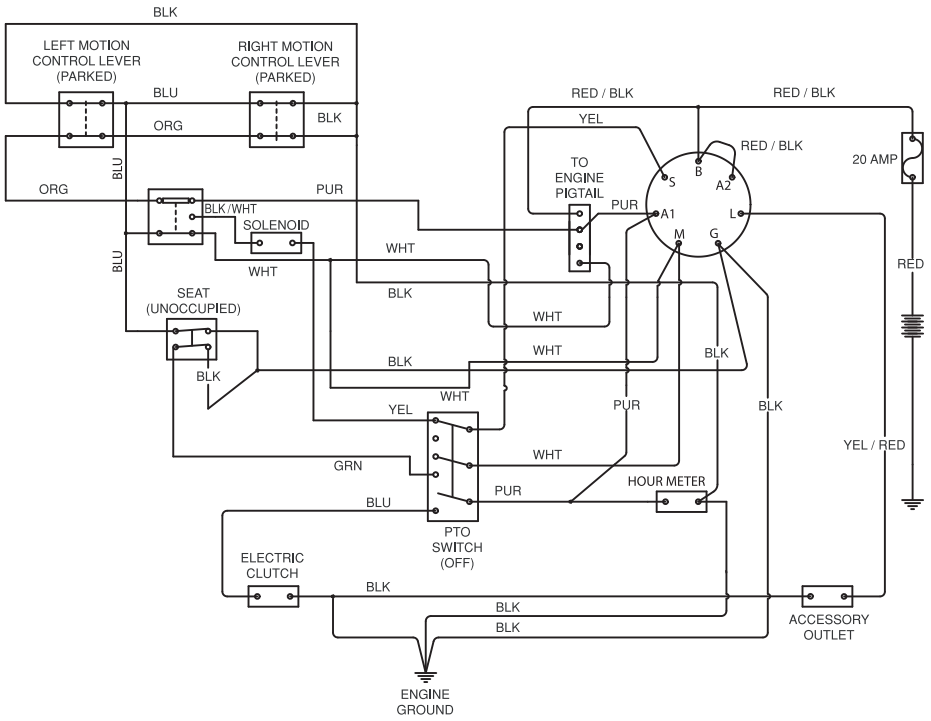 BLK
LEFT MOTION
CONTROL LEVER
(PARKED)
RIGHT MOTION
CONTROL LEVER
(PARKED)
BLU
BLK
ORG
RED / BLK
RED / BLK
YEL
RED / BLK
20 AMP
TO
ENGINE
PIGTAIL
B
S
A2
BLU
ORG
PUR
PUR
A1
L
BLK/WHT
SOLENOID
M
G
WHT
WHT
BLU
RED
BLK
SEAT
(UNOCCUPIED)
WHT
WHT
BLK
BLK
BLK
WHT
PUR
BLK
YEL
YEL / RED
WHT
GRN
HOUR METER
PUR
BLU
PTO
SWITCH
(OFF)
ELECTRIC
CLUTCH
BLK
BLK
BLK
ACCESSORY
OUTLET
ENGINE
GROUND